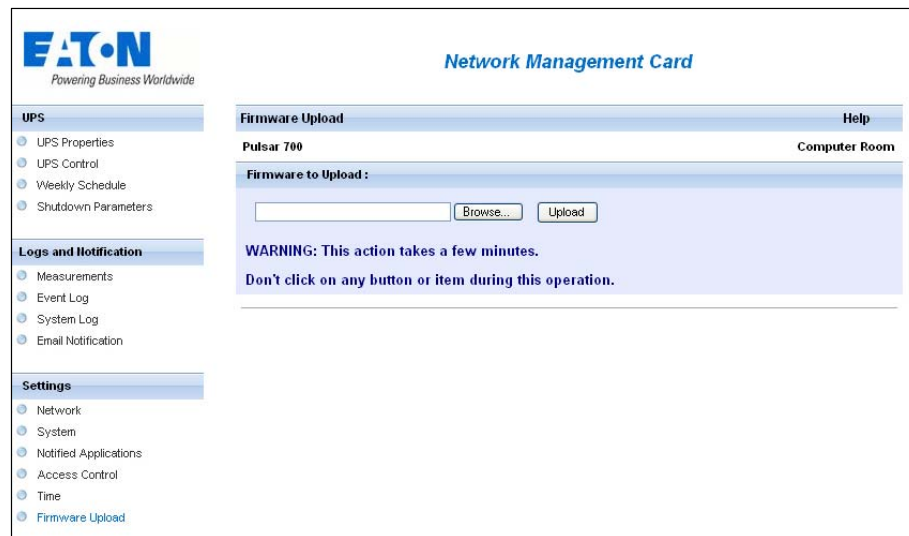 EATON
Powering Business Worldwide
Network Management Card
UPS
UPS Properties
UPS Control
Weekly Schedule
Shutdown Parameters
Logs and Notification
Measurements
Event Log
System Log
Email Notification
Settings
Network
System
Notified Applications
Access Control
Time
Firmware Upload
Firmware Upload Help
Pulsar 700 Computer Room
Firmware to Upload :
Browse... Upload
WARNING: This action takes a few minutes.
Don't click on any button or item during this operation.